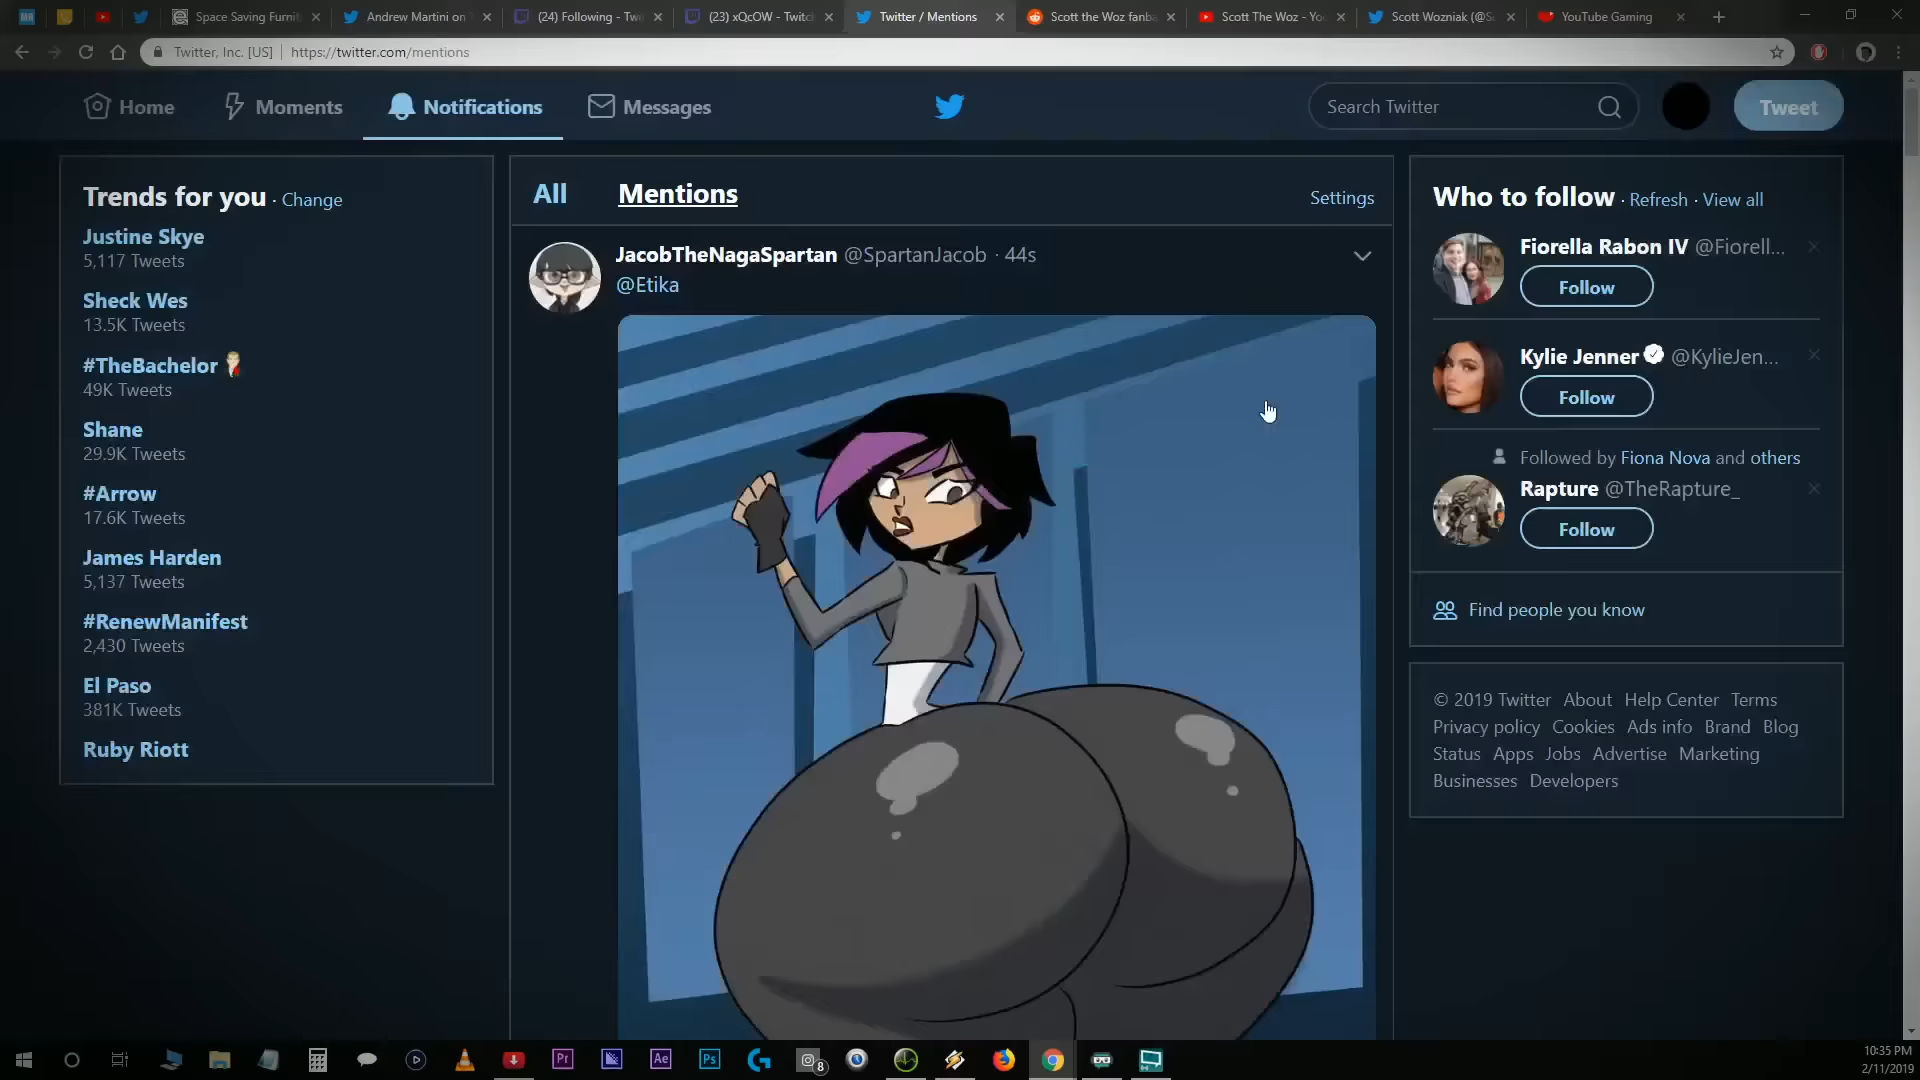 Space Saving Furni
Andrew Martini on
(24) Following - Tw
(23) xQcOW - Twitch
Twitter / Mentions
Scott the Woz fanba
Scott The Woz - Yo
Scott Wozniak (@S
YouTube Gaming
Twitter, Inc. [US] | https://twitter.com/mentions
Home
Moments
Notifications
Messages
Search Twitter
Tweet
Trends for you · Change
Justine Skye
5,117 Tweets
Sheck Wes
13.5K Tweets
#TheBachelor
49K Tweets
Shane
29.9K Tweets
#Arrow
17.6K Tweets
James Harden
5,137 Tweets
#RenewManifest
2,430 Tweets
El Paso
381K Tweets
Ruby Riott
All Mentions Settings
JacobTheNagaSpartan @SpartanJacob · 44s
@Etika
Who to follow · Refresh · View all
Fiorella Rabon IV @Fiorell...
Follow
Kylie Jenner @KylieJen...
Follow
Followed by Fiona Nova and others
Rapture @TheRapture_
Follow
Find people you know
© 2019 Twitter About Help Center Terms
Privacy policy Cookies Ads info Brand Blog
Status Apps Jobs Advertise Marketing
Businesses Developers
Pr
Ae
Ps
8
10:35 PM
2/11/2019